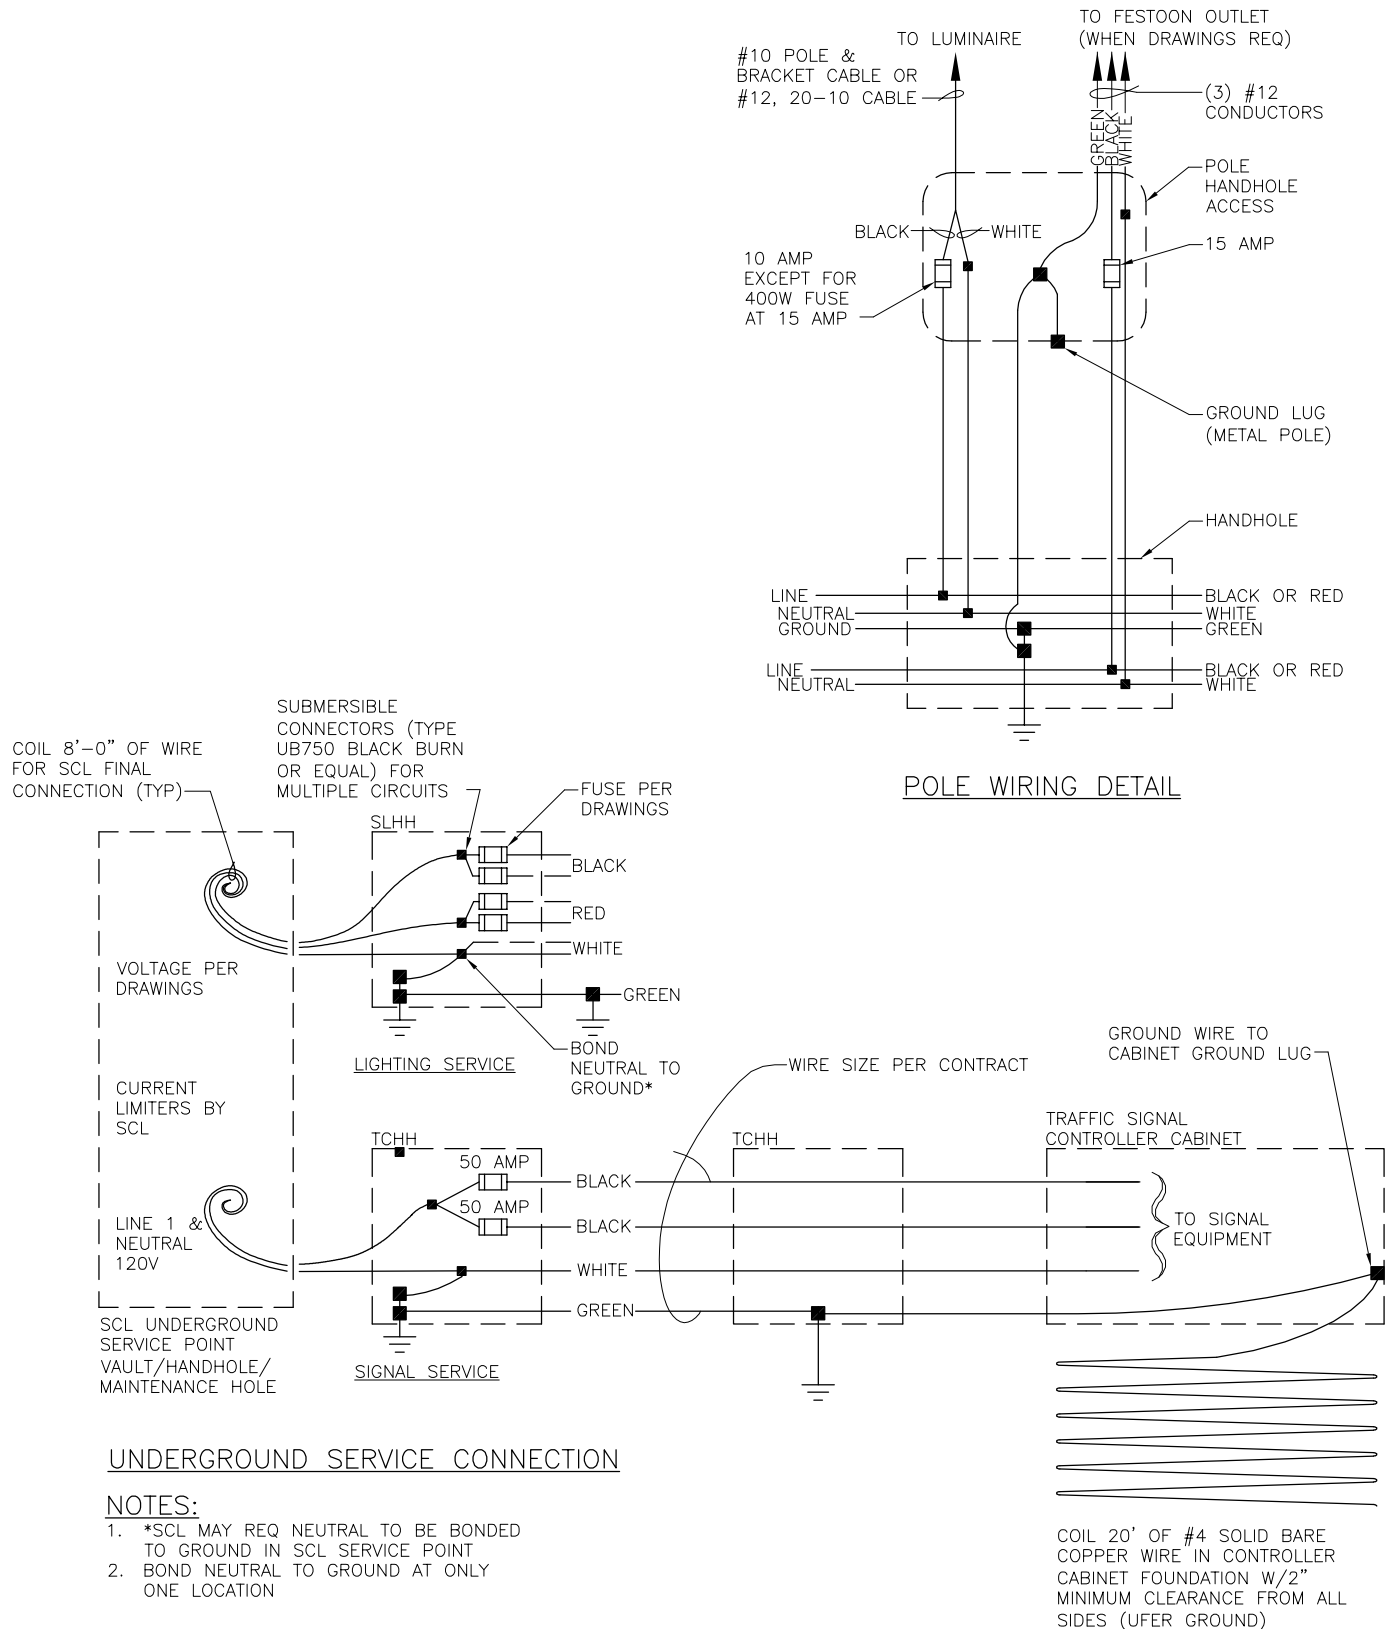 TO LUMINAIRE
TO FESTOON OUTLET
(WHEN DRAWINGS REQ)
#10 POLE &
BRACKET CABLE OR
#12, 20-10 CABLE
(3) #12
CONDUCTORS
GREEN
BLACK
WHITE
POLE
HANDHOLE
ACCESS
BLACK
WHITE
15 AMP
10 AMP
EXCEPT FOR
400W FUSE
AT 15 AMP
GROUND LUG
(METAL POLE)
HANDHOLE
LINE
BLACK OR RED
NEUTRAL
WHITE
GROUND
GREEN
LINE
BLACK OR RED
NEUTRAL
WHITE
POLE WIRING DETAIL
COIL 8'-0" OF WIRE
FOR SCL FINAL
CONNECTION (TYP)
SUBMERSIBLE
CONNECTORS (TYPE
UB750 BLACK BURN
OR EQUAL) FOR
MULTIPLE CIRCUITS
FUSE PER
DRAWINGS
SLHH
BLACK
RED
WHITE
GREEN
VOLTAGE PER
DRAWINGS
LIGHTING SERVICE
BOND
NEUTRAL TO
GROUND*
CURRENT
LIMITERS BY
SCL
WIRE SIZE PER CONTRACT
GROUND WIRE TO
CABINET GROUND LUG
TCHH
TCHH
TRAFFIC SIGNAL
CONTROLLER CABINET
50 AMP
BLACK
50 AMP
BLACK
WHITE
GREEN
TO SIGNAL
EQUIPMENT
LINE 1 &
NEUTRAL
120V
SCL UNDERGROUND
SERVICE POINT
VAULT/HANDHOLE/
MAINTENANCE HOLE
SIGNAL SERVICE
UNDERGROUND SERVICE CONNECTION
NOTES:
1. *SCL MAY REQ NEUTRAL TO BE BONDED
TO GROUND IN SCL SERVICE POINT
2. BOND NEUTRAL TO GROUND AT ONLY
ONE LOCATION
COIL 20' OF #4 SOLID BARE
COPPER WIRE IN CONTROLLER
CABINET FOUNDATION W/2"
MINIMUM CLEARANCE FROM ALL
SIDES (UFER GROUND)